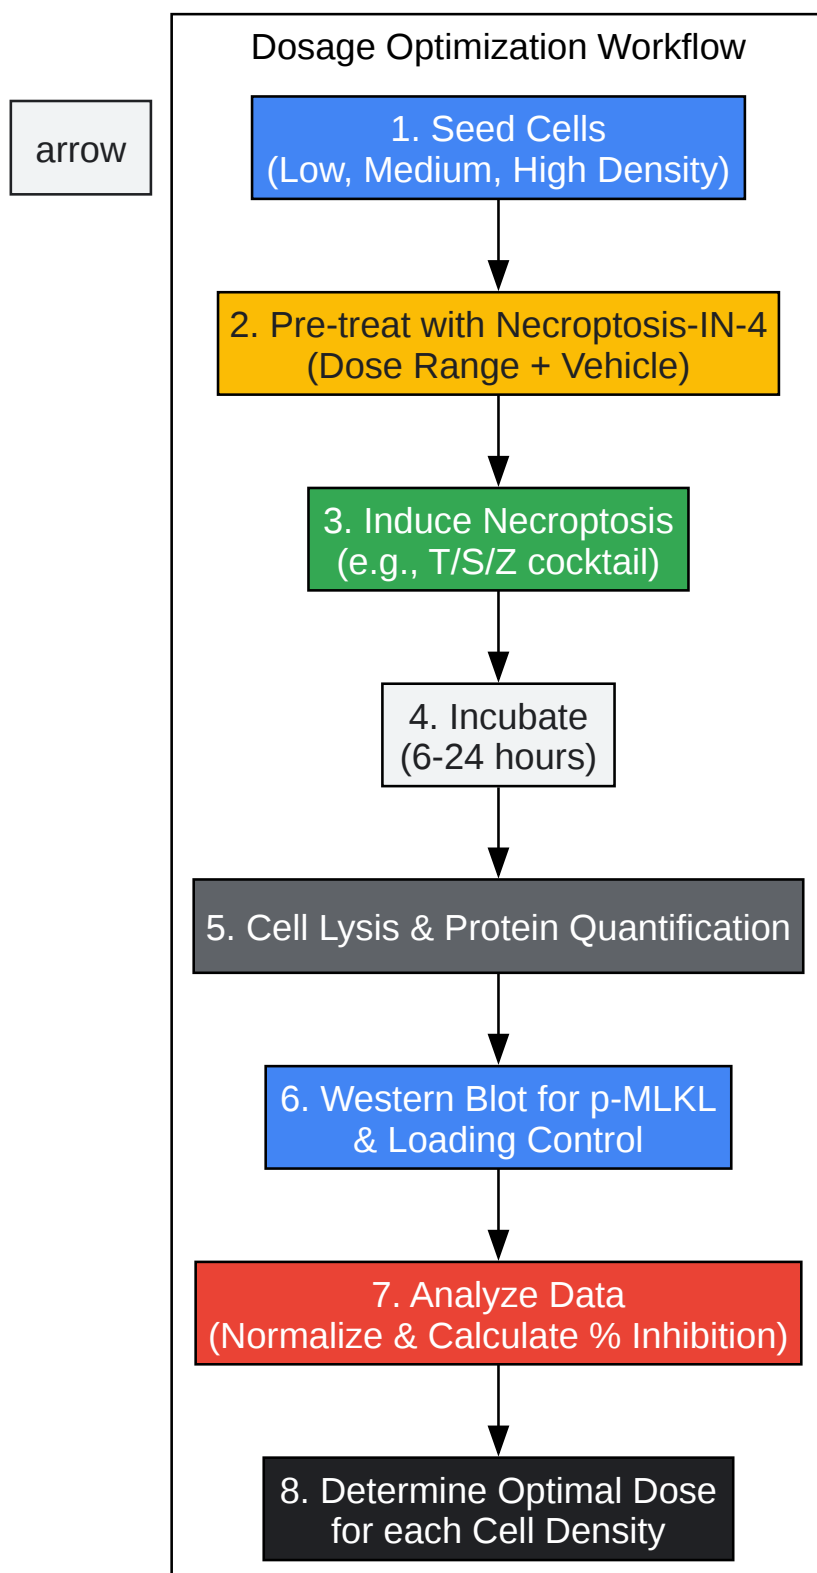 Dosage Optimization Workflow
arrow
1. Seed Cells
(Low, Medium, High Density)
2. Pre-treat with Necroptosis-IN-4
(Dose Range + Vehicle)
3. Induce Necroptosis
(e.g., T/S/Z cocktail)
4. Incubate
(6-24 hours)
5. Cell Lysis & Protein Quantification
6. Western Blot for p-MLKL
& Loading Control
7. Analyze Data
(Normalize & Calculate % Inhibition)
8. Determine Optimal Dose
for each Cell Density